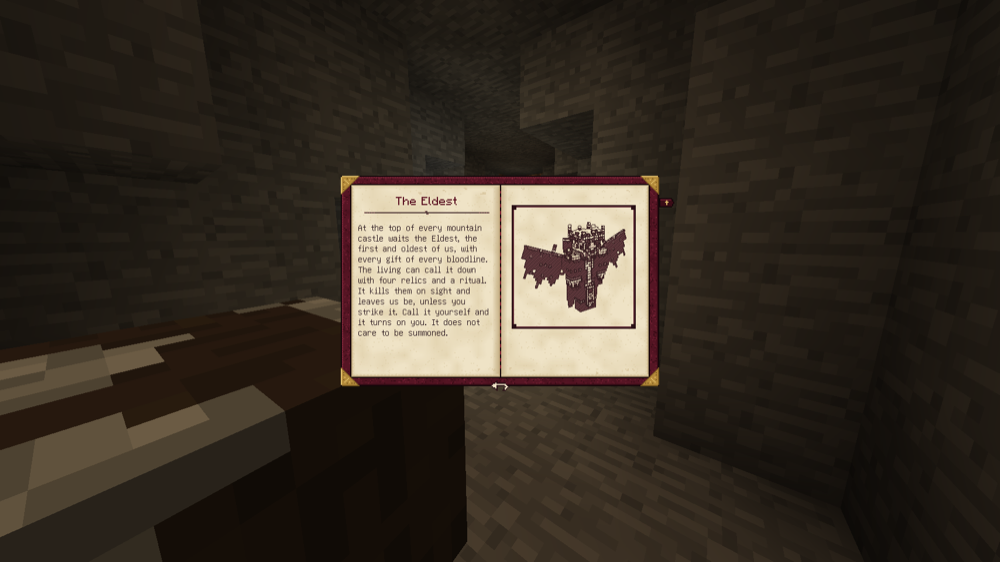 The Eldest
At the top of every mountain
castle waits the Eldest, the
first and oldest of us, with
every gift of every bloodline.
The living can call it down
with four relics and a ritual.
It kills them on sight and
leaves us be, unless you
strike it. Call it yourself and
it turns on you. It does not
care to be summoned.